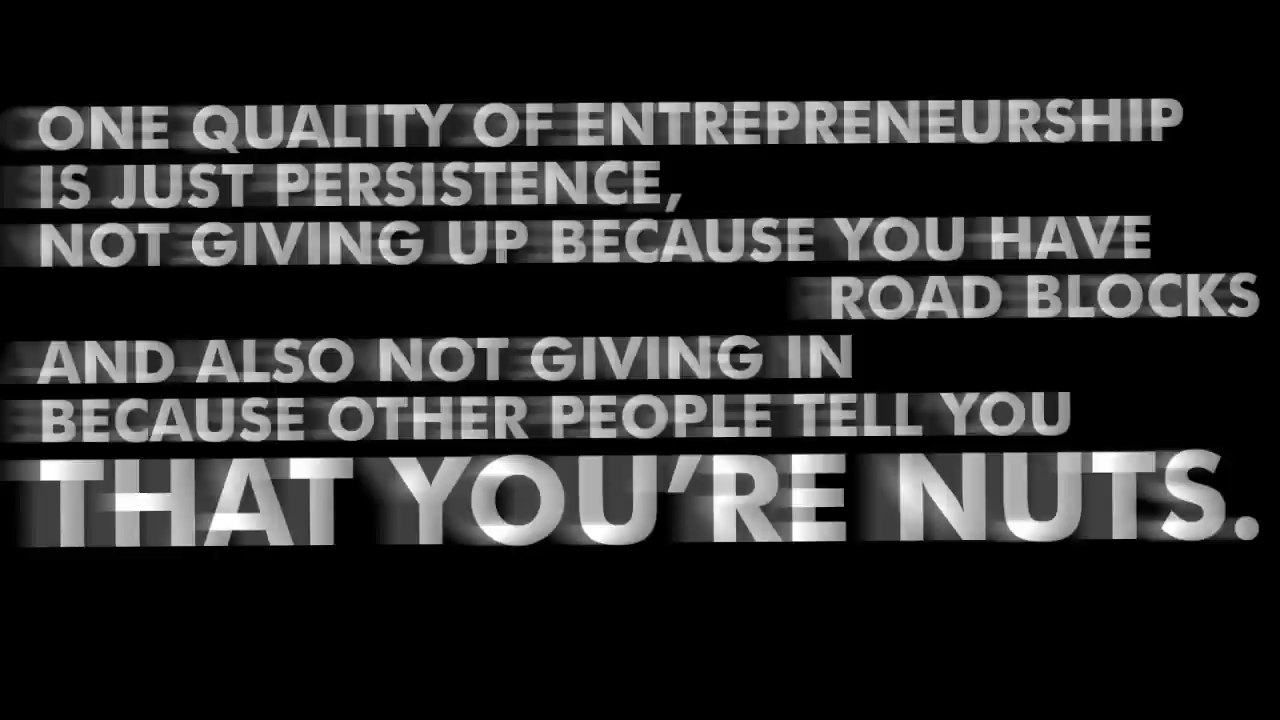 ONE QUALITY OF ENTREPRENEURSHIP
IS JUST PERSISTENCE,
NOT GIVING UP BECAUSE YOU HAVE
ROAD BLOCKS
AND ALSO NOT GIVING IN
BECAUSE OTHER PEOPLE TELL YOU
THAT YOU'RE NUTS.